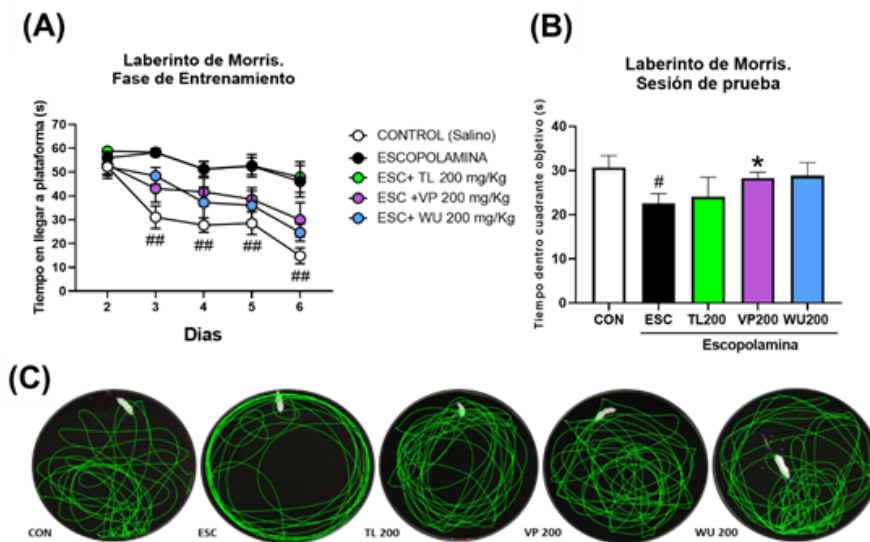 (A)
Laberinto de Morris.
Fase de Entrenamiento
Tiempo en llegar a plataforma (s)
70
60
50
40
30
20
10
0
2 3 4 5 6
Dias
## ## ## ##
CONTROL (Salino)
ESCOPOLAMINA
ESC+ TL 200 mg/Kg
ESC +VP 200 mg/Kg
ESC+ WU 200 mg/Kg
(B)
Laberinto de Morris.
Sesión de prueba
Tiempo dentro cuadrante objetivo (s)
40
30
20
10
0
# *
CON ESC TL200 VP200 WU200
Escopolamina
(C)
CON ESC TL 200 VP 200 WU 200